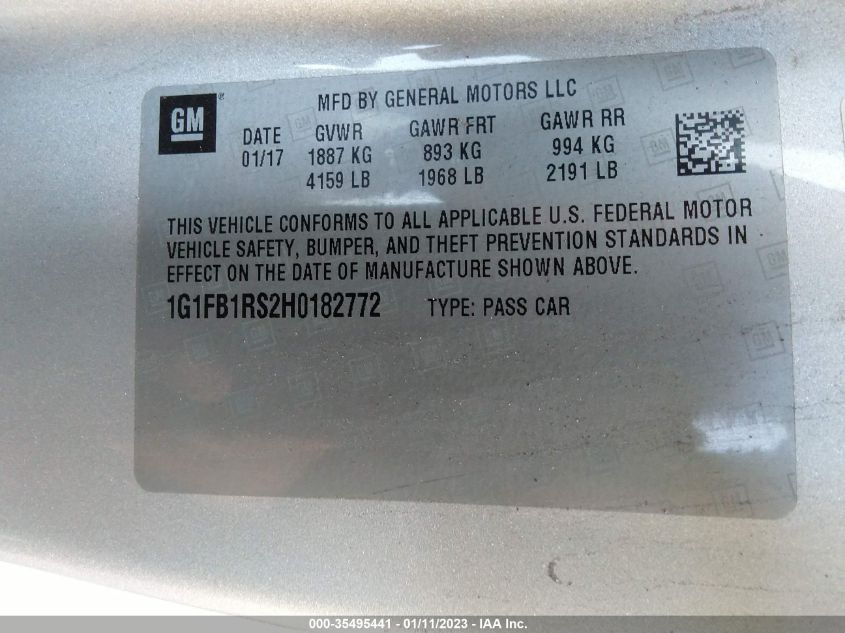 GM
MFD BY GENERAL MOTORS LLC
DATE GVWR GAWR FRT GAWR RR
01/17 1887 KG 893 KG 994 KG
4159 LB 1968 LB 2191 LB
THIS VEHICLE CONFORMS TO ALL APPLICABLE U.S. FEDERAL MOTOR
VEHICLE SAFETY, BUMPER, AND THEFT PREVENTION STANDARDS IN
EFFECT ON THE DATE OF MANUFACTURE SHOWN ABOVE.
1G1FB1RS2H0182772 TYPE: PASS CAR
000-35495441 - 01/11/2023 - IAA Inc.